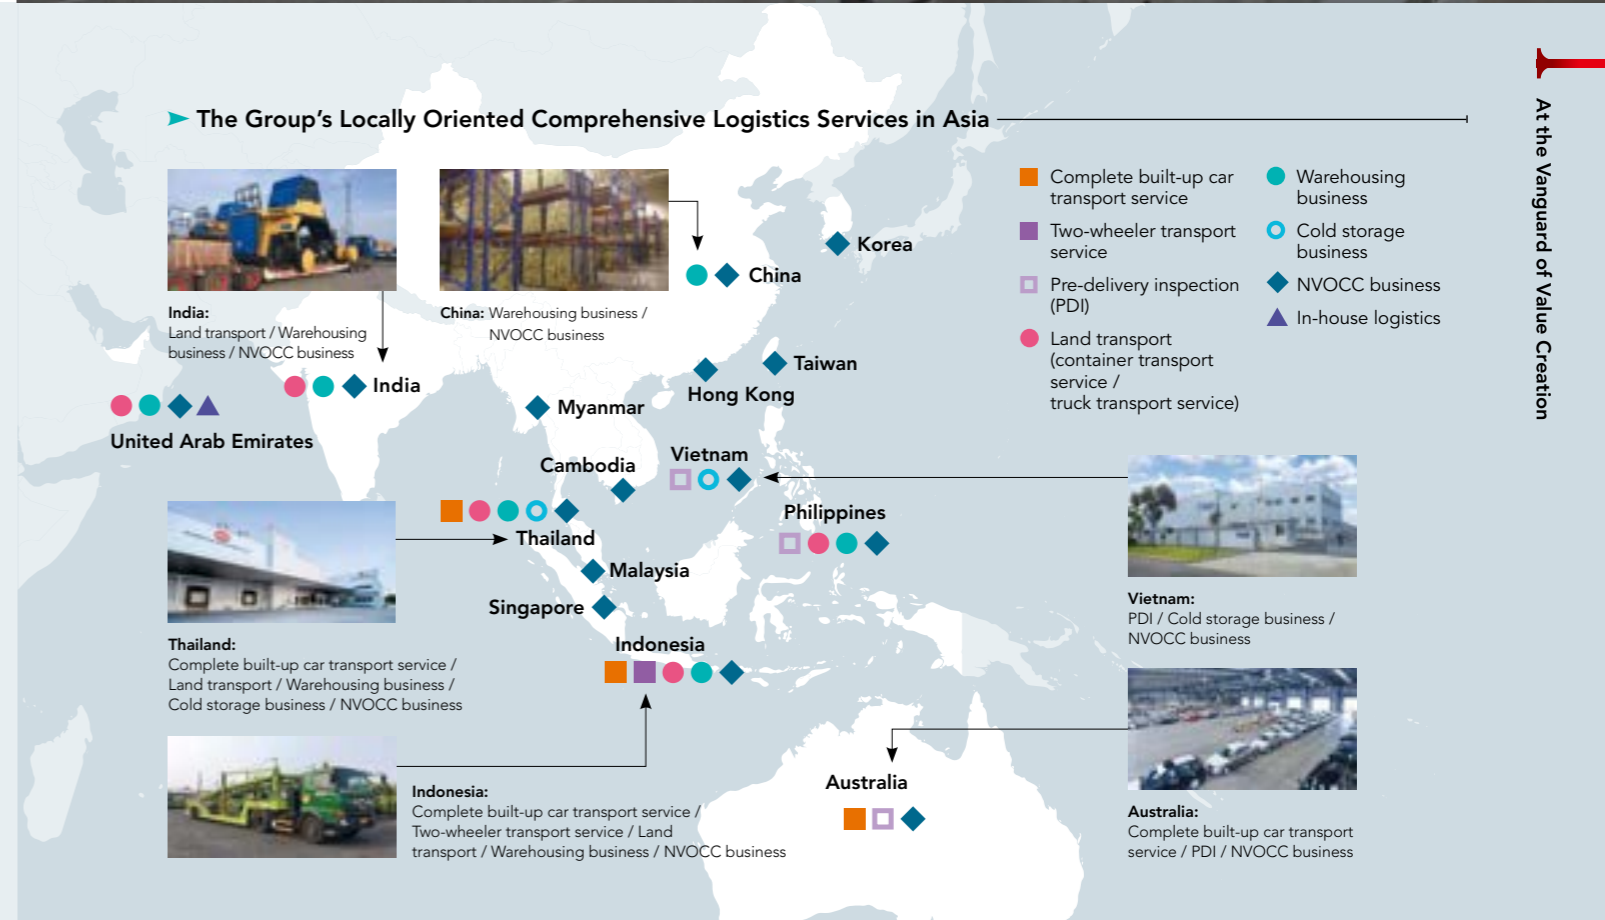 The Group's Locally Oriented Comprehensive Logistics Services in Asia
India:
Land transport / Warehousing
business / NVOCC business
China: Warehousing business /
NVOCC business
Complete built-up car
transport service
Two-wheeler transport
service
Pre-delivery inspection
(PDI)
Land transport
(container transport
service /
truck transport service)
Warehousing
business
Cold storage
business
NVOCC business
In-house logistics
At the Vanguard of Value Creation
Korea
China
Taiwan
Hong Kong
India
Myanmar
United Arab Emirates
Cambodia
Vietnam
Philippines
Thailand
Malaysia
Singapore
Indonesia
Australia
Thailand:
Complete built-up car transport service /
Land transport / Warehousing business /
Cold storage business / NVOCC business
Indonesia:
Complete built-up car transport service /
Two-wheeler transport service / Land
transport / Warehousing business / NVOCC business
Vietnam:
PDI / Cold storage business /
NVOCC business
Australia:
Complete built-up car transport
service / PDI / NVOCC business